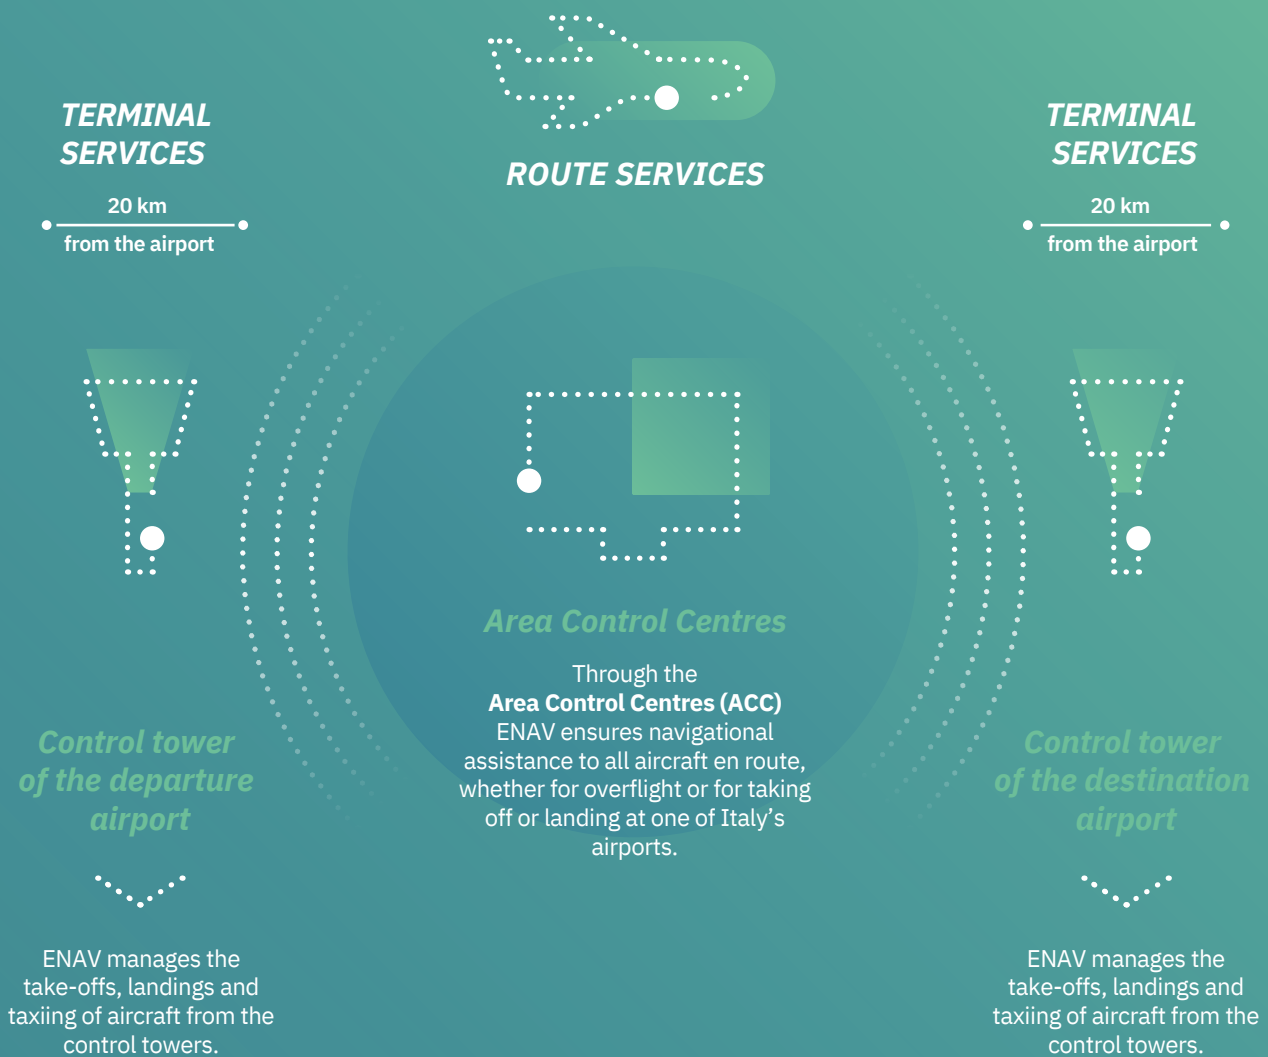 TERMINAL
SERVICES
20 km
from the airport
Control tower
of the departure
airport
ENAV manages the
take-offs, landings and
taxiing of aircraft from the
control towers.
ROUTE SERVICES
Area Control Centres
Through the
Area Control Centres (ACC)
ENAV ensures navigational
assistance to all aircraft en route,
whether for overflight or for taking
off or landing at one of Italy’s
airports.
TERMINAL
SERVICES
20 km
from the airport
Control tower
of the destination
airport
ENAV manages the
take-offs, landings and
taxiing of aircraft from the
control towers.